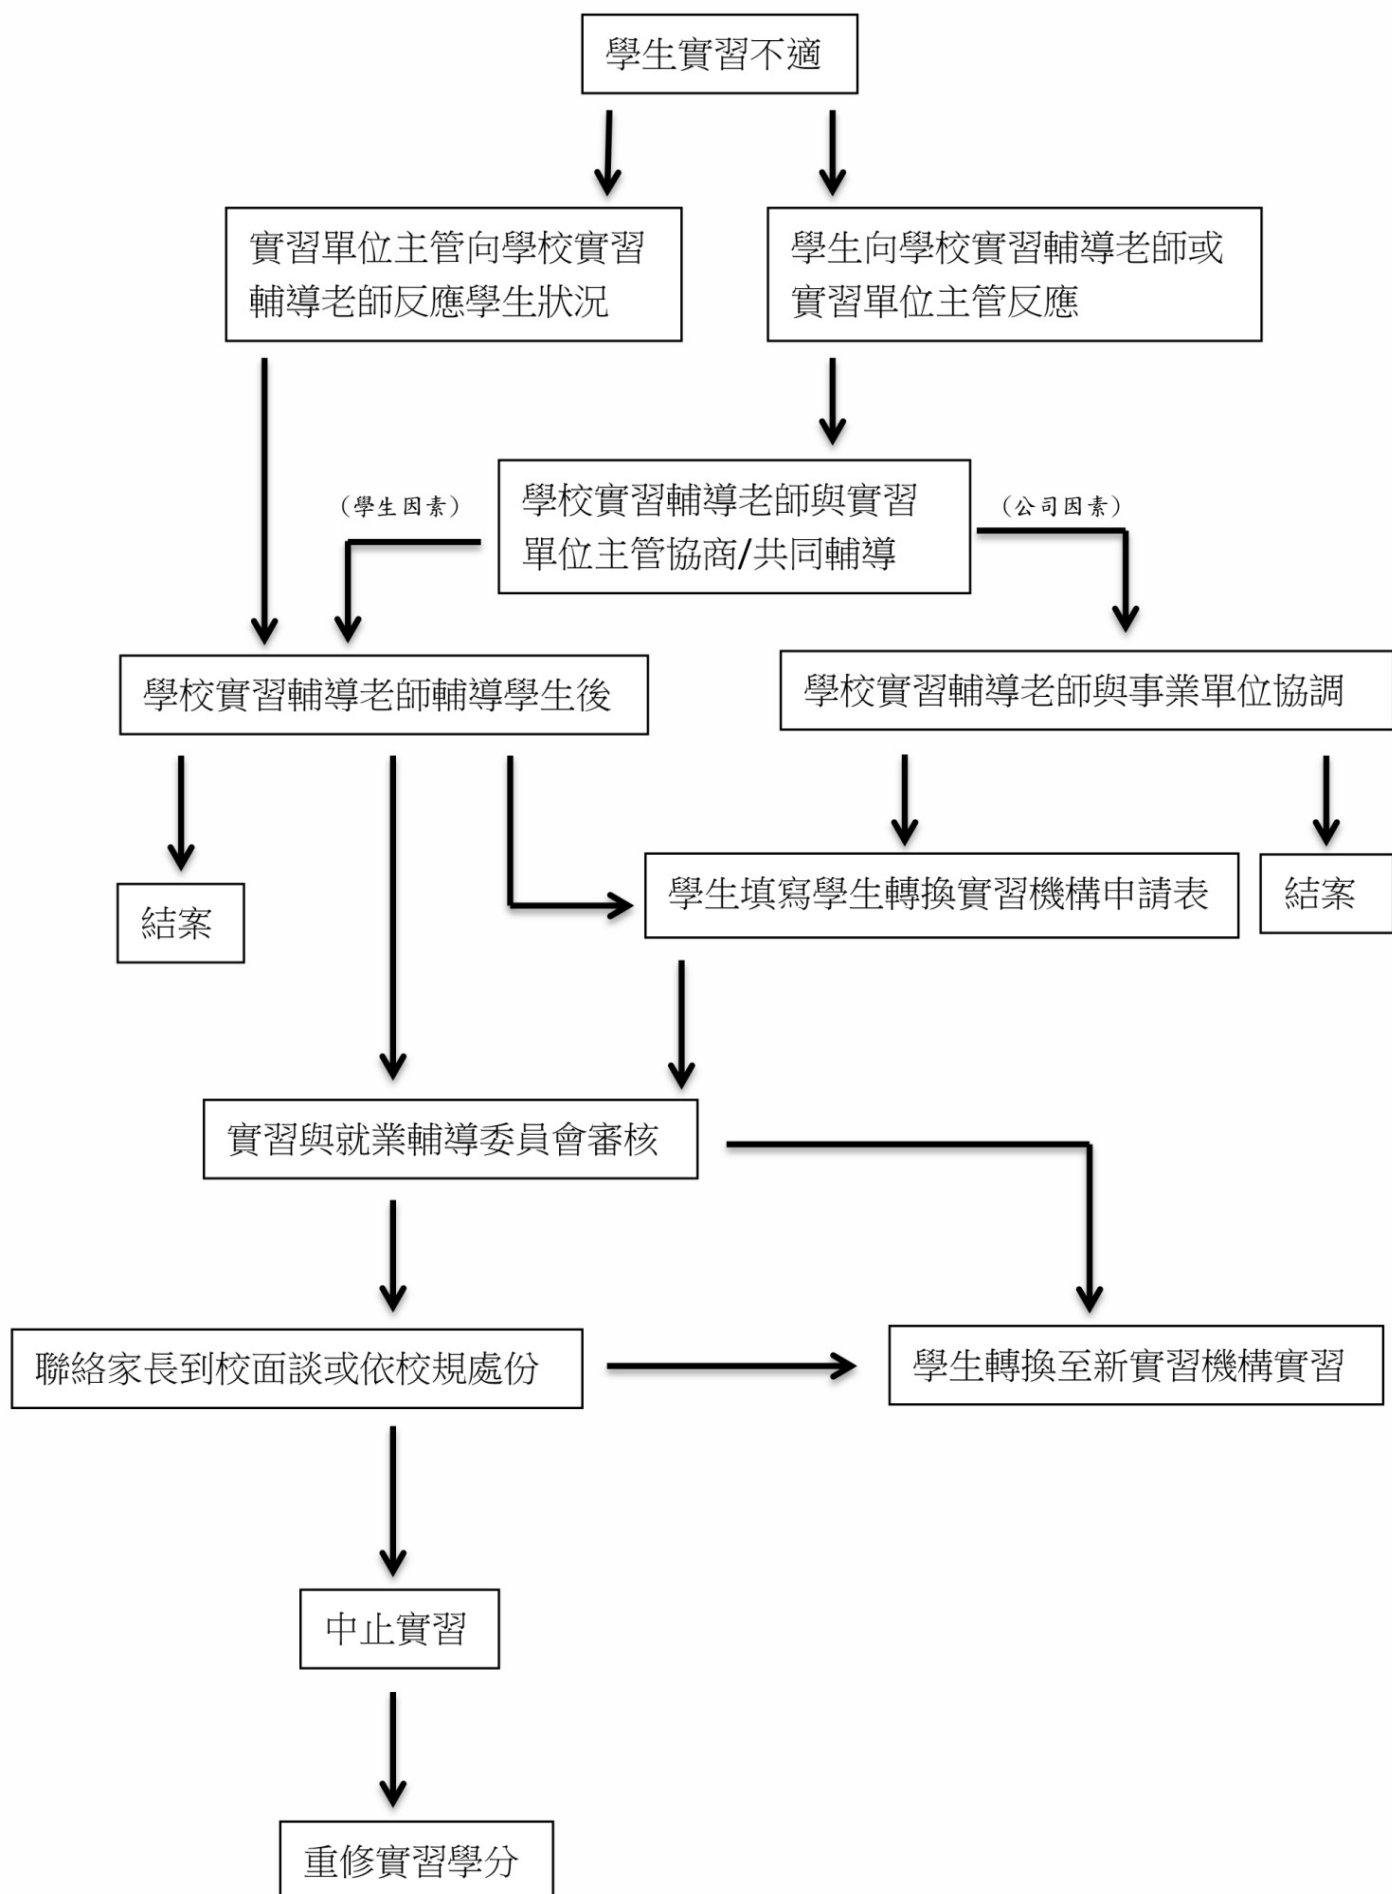 學生實習不適
實習單位主管向學校實習
輔導老師反應學生狀況
學生向學校實習輔導老師或
實習單位主管反應
(學生因素)
學校實習輔導老師與實習
單位主管協商/共同輔導
(公司因素)
學校實習輔導老師輔導學生後
學校實習輔導老師與事業單位協調
結案
學生填寫學生轉換實習機構申請表
結案
實習與就業輔導委員會審核
聯絡家長到校面談或依校規處份
學生轉換至新實習機構實習
中止實習
重修實習學分